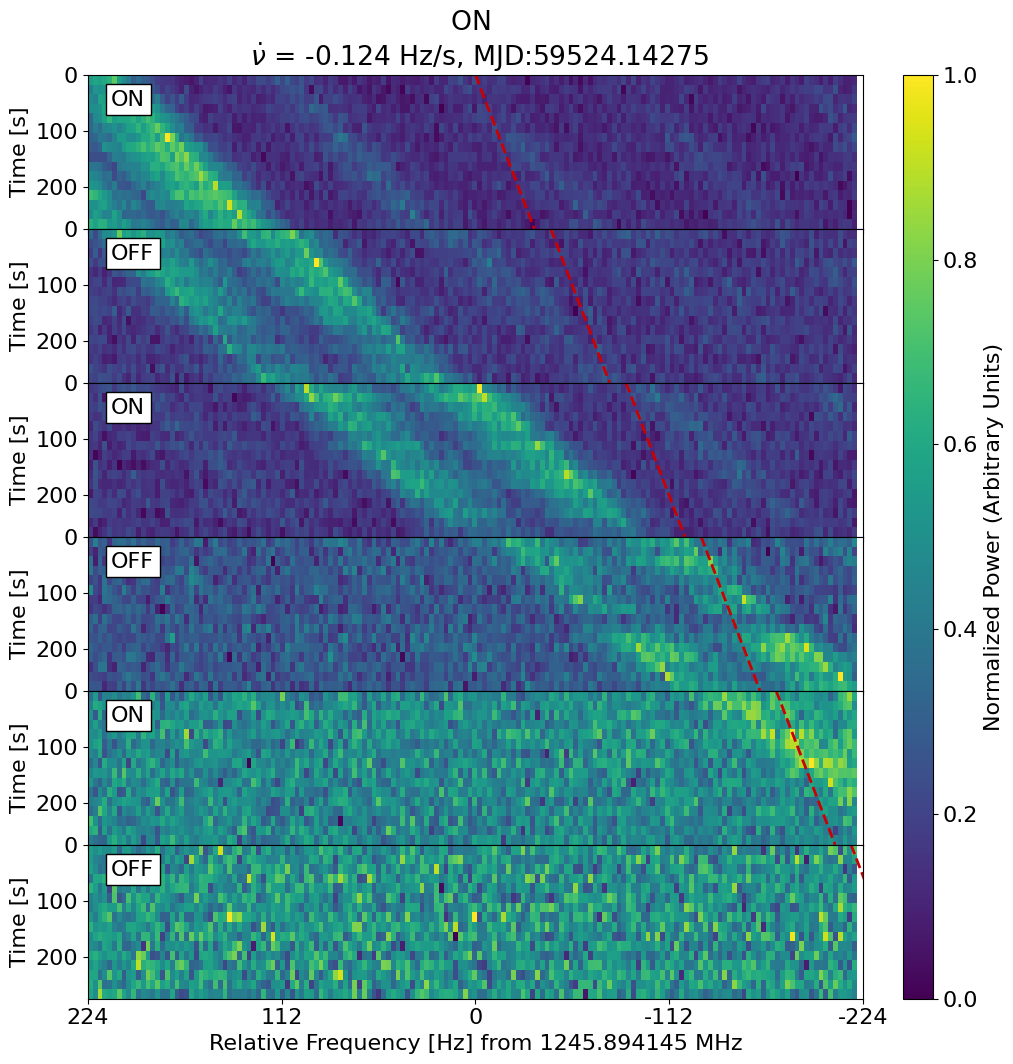 ON
ν̇ = -0.124 Hz/s, MJD:59524.14275
0
ON
100
Time [s]
200
0
OFF
100
Time [s]
200
0
ON
100
Time [s]
200
0
OFF
100
Time [s]
200
0
ON
100
Time [s]
200
0
OFF
100
Time [s]
200
224 112 0 -112 -224
Relative Frequency [Hz] from 1245.894145 MHz
1.0
0.8
0.6
0.4
0.2
0.0
Normalized Power (Arbitrary Units)